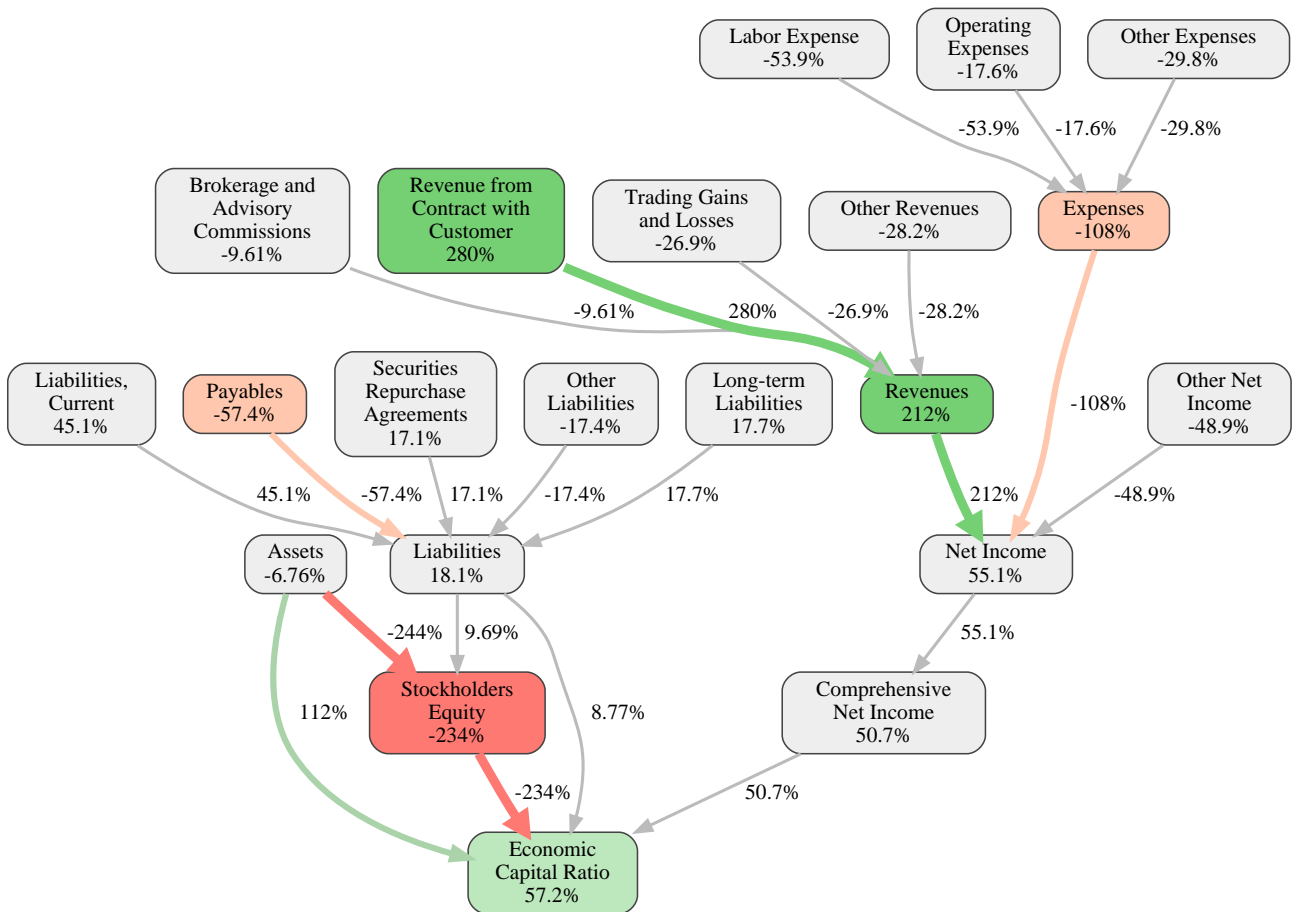 Labor Expense
-53.9%
Operating
Expenses
-17.6%
Other Expenses
-29.8%
-53.9%
-17.6%
-29.8%
Brokerage and
Advisory
Commissions
-9.61%
Revenue from
Contract with
Customer
280%
Trading Gains
and Losses
-26.9%
Other Revenues
-28.2%
Expenses
-108%
-9.61%
280%
-26.9%
-28.2%
Liabilities,
Current
45.1%
Payables
-57.4%
Securities
Repurchase
Agreements
17.1%
Other
Liabilities
-17.4%
Long-term
Liabilities
17.7%
Revenues
212%
-108%
Other Net
Income
-48.9%
45.1%
-57.4%
17.1%
-17.4%
17.7%
212%
-48.9%
Assets
-6.76%
Liabilities
18.1%
Net Income
55.1%
-244%
9.69%
55.1%
Stockholders
Equity
-234%
Comprehensive
Net Income
50.7%
112%
8.77%
-234%
50.7%
Economic
Capital Ratio
57.2%